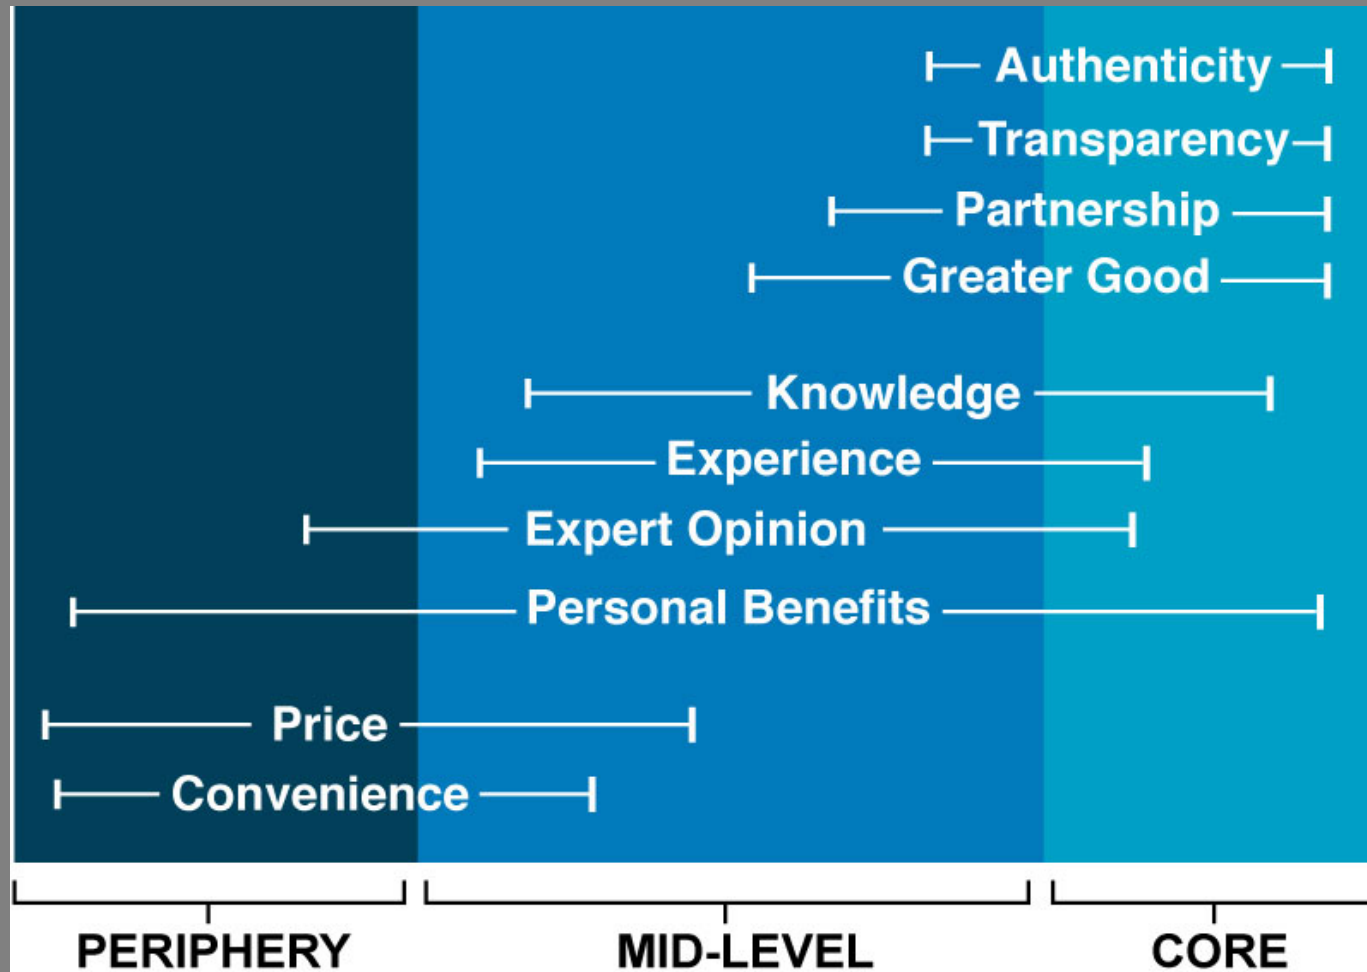 Authenticity
Transparency
Partnership
Greater Good
Knowledge
Experience
Expert Opinion
Personal Benefits
Price
Convenience
PERIPHERY MID-LEVEL CORE